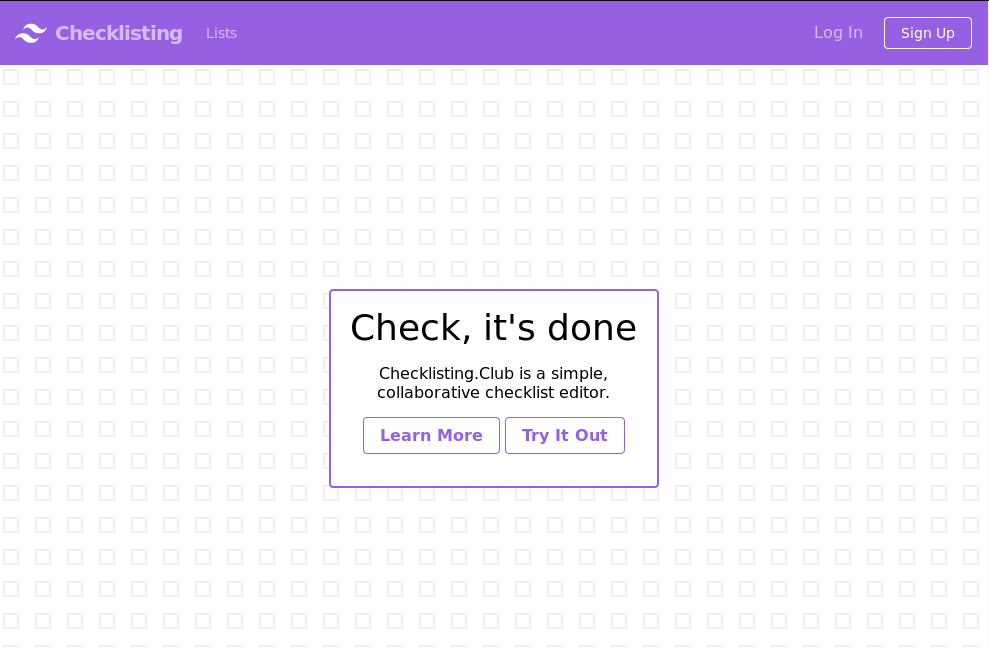 Checklisting Lists Log In Sign Up
Check, it's done
Checklisting.Club is a simple,
collaborative checklist editor.
Learn More Try It Out